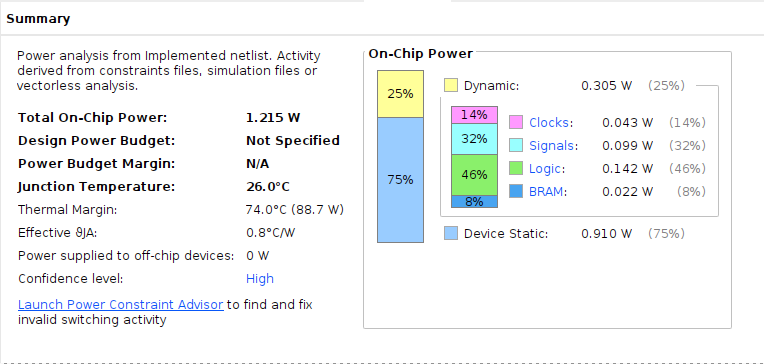 Summary
Power analysis from Implemented netlist. Activity
derived from constraints files, simulation files or
vectorless analysis.
Total On-Chip Power: 1.215 W
Design Power Budget: Not Specified
Power Budget Margin: N/A
Junction Temperature: 26.0°C
Thermal Margin: 74.0°C (88.7 W)
Effective ϑJA: 0.8°C/W
Power supplied to off-chip devices: 0 W
Confidence level: High
Launch Power Constraint Advisor to find and fix
invalid switching activity
On-Chip Power
25%
75%
Dynamic: 0.305 W (25%)
14%
32%
46%
8%
Clocks: 0.043 W (14%)
Signals: 0.099 W (32%)
Logic: 0.142 W (46%)
BRAM: 0.022 W (8%)
Device Static: 0.910 W (75%)